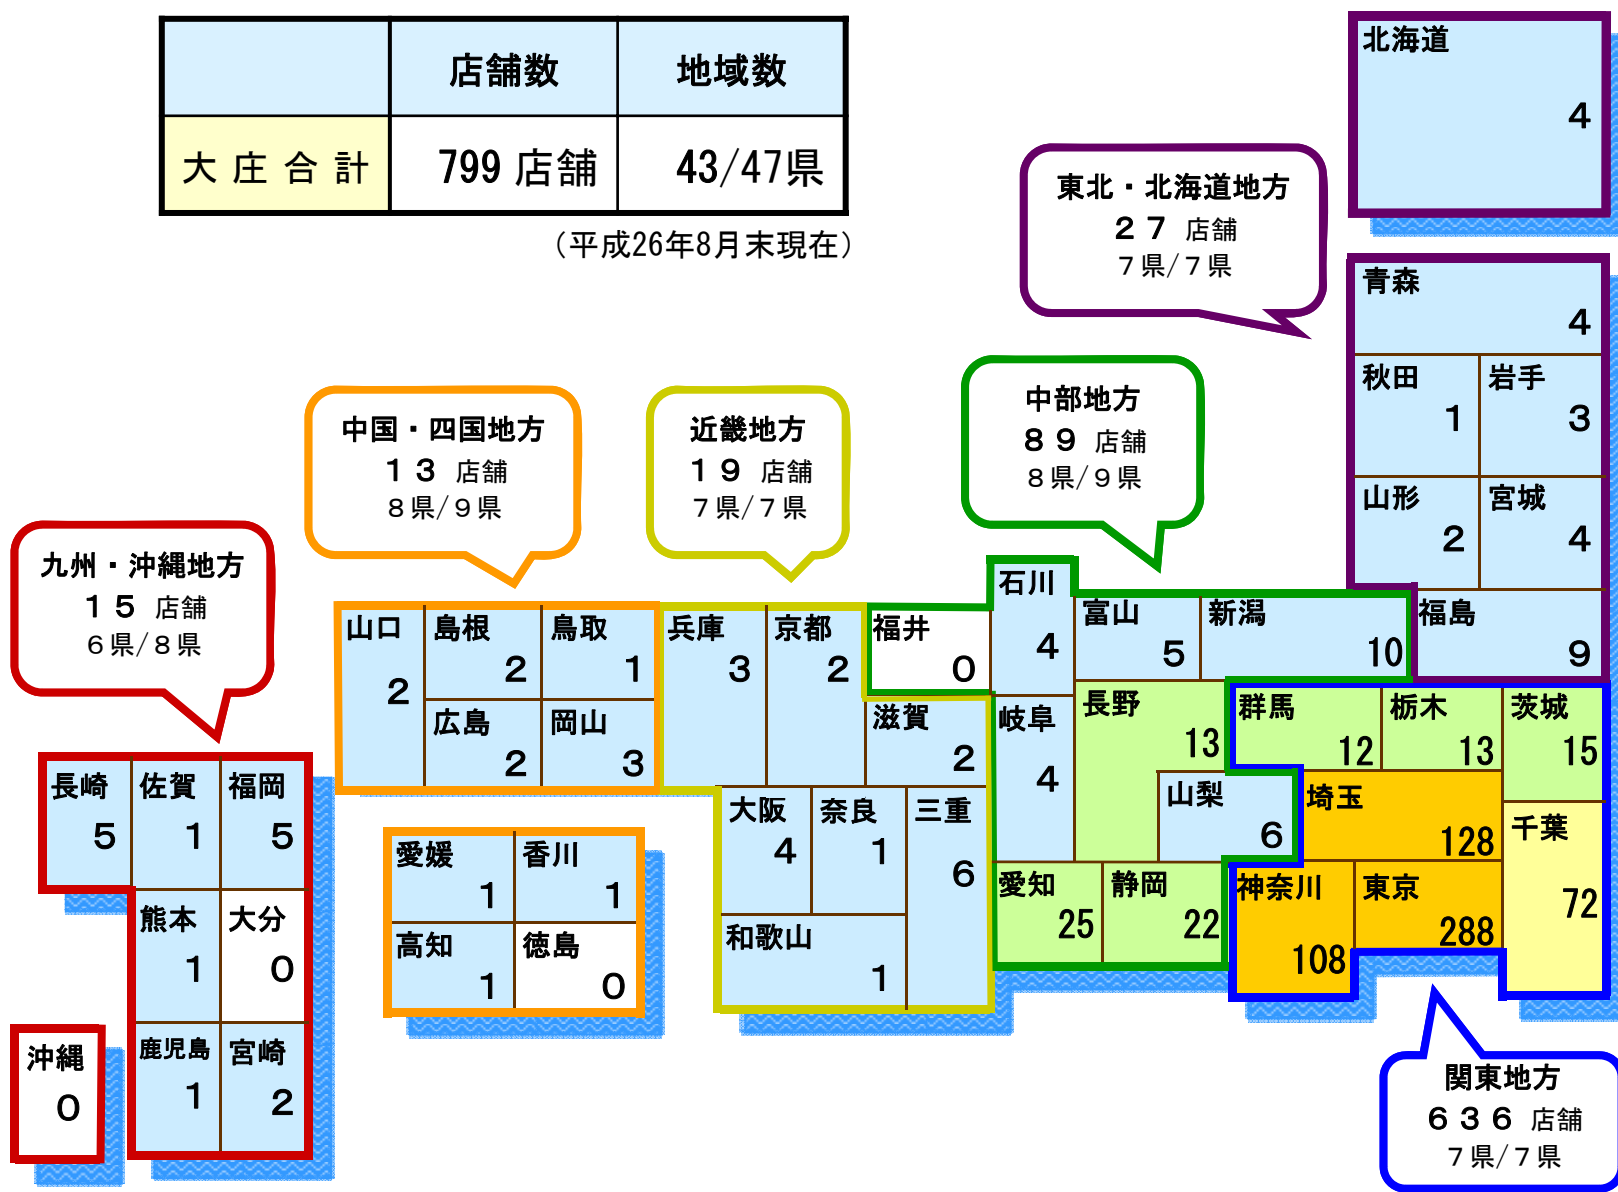 店舗数 地域数
大庄合計 799 店舗 43/47県
（平成26年8月末現在）
北海道
4
東北・北海道地方
27 店舗
7県/7県
青森
4
秋田 岩手
1 3
山形 宮城
2 4
福島
9
中部地方
89 店舗
8県/9県
石川
4
富山
5
新潟
10
福井
0
岐阜
4
長野
13
山梨
6
愛知
25
静岡
22
近畿地方
19 店舗
7県/7県
兵庫
3
京都
2
滋賀
2
大阪
4
奈良
1
三重
6
和歌山
1
中国・四国地方
13 店舗
8県/9県
山口
2
島根
2
鳥取
1
広島
2
岡山
3
愛媛
1
香川
1
高知
1
徳島
0
九州・沖縄地方
15 店舗
6県/8県
長崎
5
佐賀
1
福岡
5
熊本
1
大分
0
鹿児島
1
宮崎
2
沖縄
0
群馬
12
栃木
13
茨城
15
埼玉
128
千葉
72
神奈川
108
東京
288
関東地方
636 店舗
7県/7県